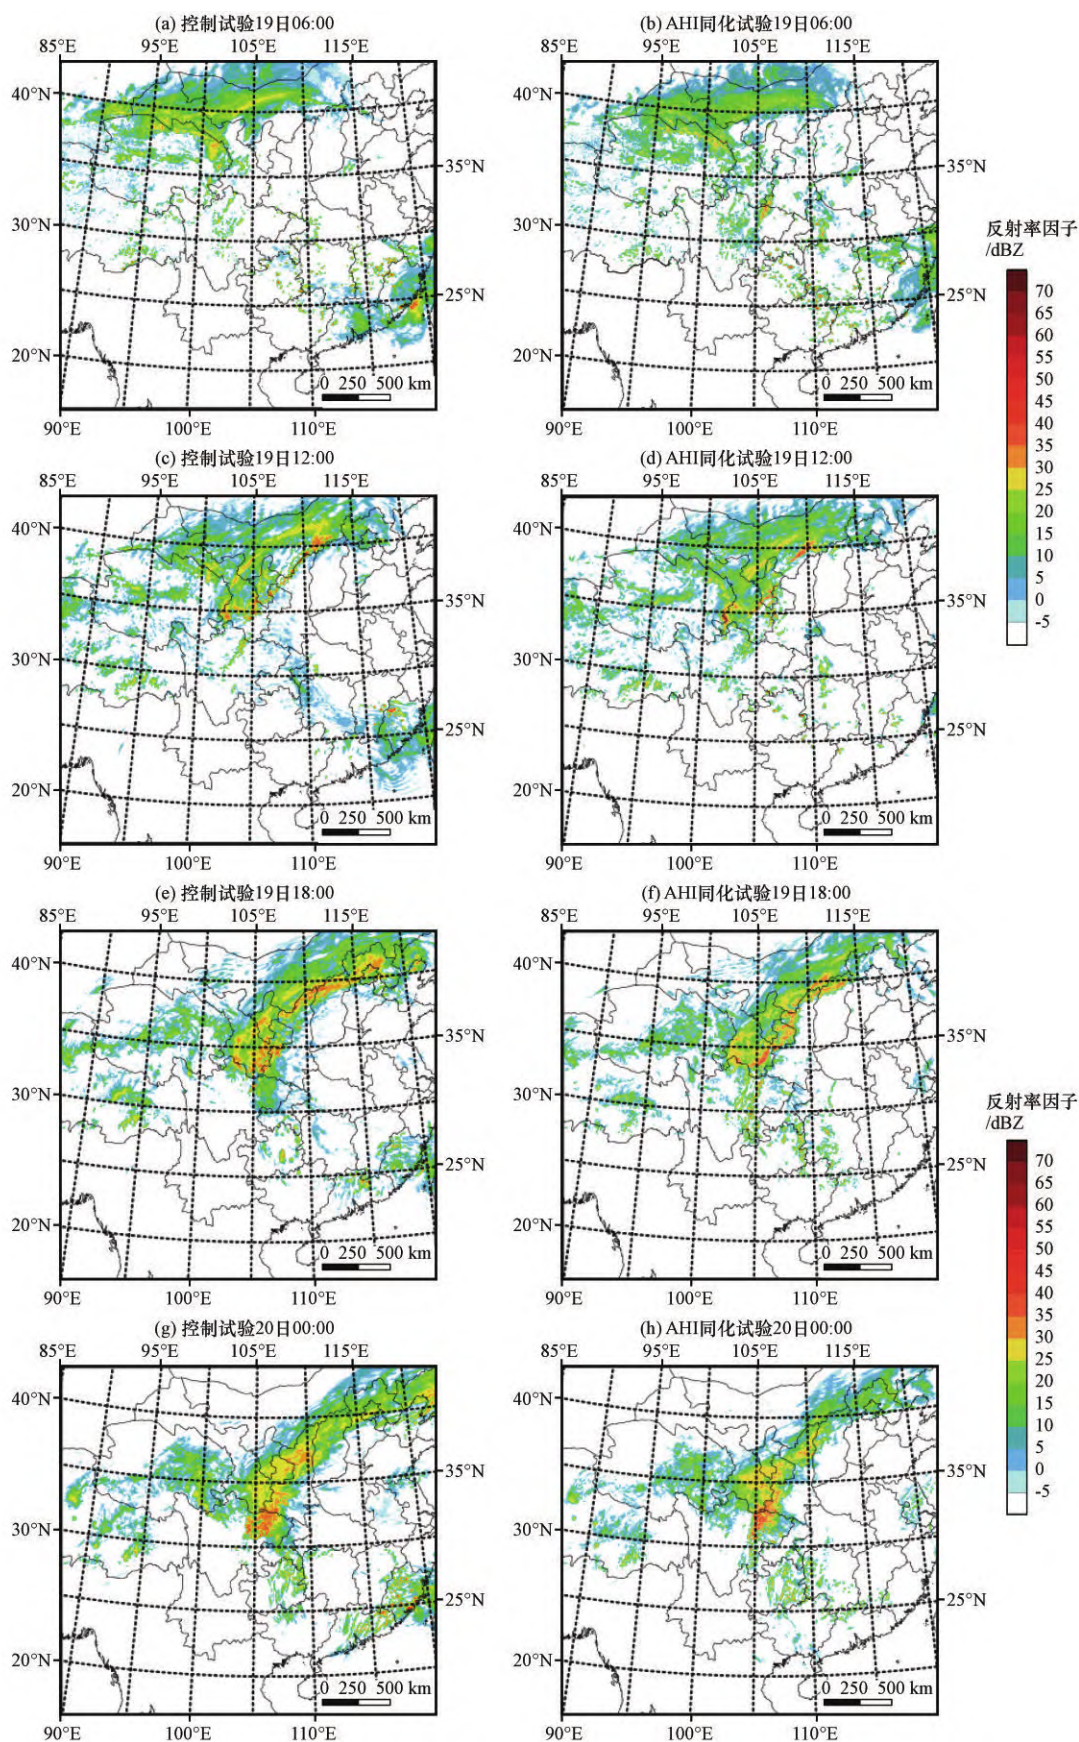 (a) 控制试验19日06:00
85°E 95°E 105°E 115°E
40°N
35°N
30°N
25°N
20°N
0 250 500 km
90°E 100°E 110°E
(b) AHI同化试验19日06:00
85°E 95°E 105°E 115°E
40°N
35°N
30°N
25°N
20°N
0 250 500 km
90°E 100°E 110°E
反射率因子
/dBZ
70
65
60
55
50
45
40
35
30
25
20
15
10
5
0
-5
(c) 控制试验19日12:00
85°E 95°E 105°E 115°E
40°N
35°N
30°N
25°N
20°N
0 250 500 km
90°E 100°E 110°E
(d) AHI同化试验19日12:00
85°E 95°E 105°E 115°E
40°N
35°N
30°N
25°N
20°N
0 250 500 km
90°E 100°E 110°E
(e) 控制试验19日18:00
85°E 95°E 105°E 115°E
40°N
35°N
30°N
25°N
20°N
0 250 500 km
90°E 100°E 110°E
(f) AHI同化试验19日18:00
85°E 95°E 105°E 115°E
40°N
35°N
30°N
25°N
20°N
0 250 500 km
90°E 100°E 110°E
反射率因子
/dBZ
70
65
60
55
50
45
40
35
30
25
20
15
10
5
0
-5
(g) 控制试验20日00:00
85°E 95°E 105°E 115°E
40°N
35°N
30°N
25°N
20°N
0 250 500 km
90°E 100°E 110°E
(h) AHI同化试验20日00:00
85°E 95°E 105°E 115°E
40°N
35°N
30°N
25°N
20°N
0 250 500 km
90°E 100°E 110°E